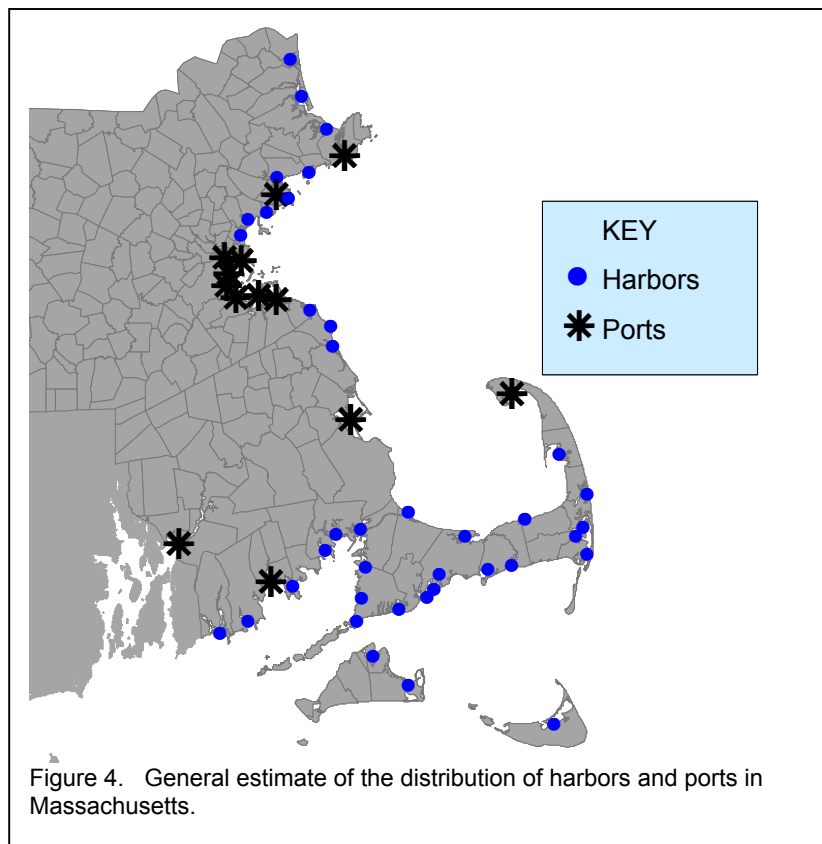 KEY
Harbors
Ports
Figure 4. General estimate of the distribution of harbors and ports in
Massachusetts.